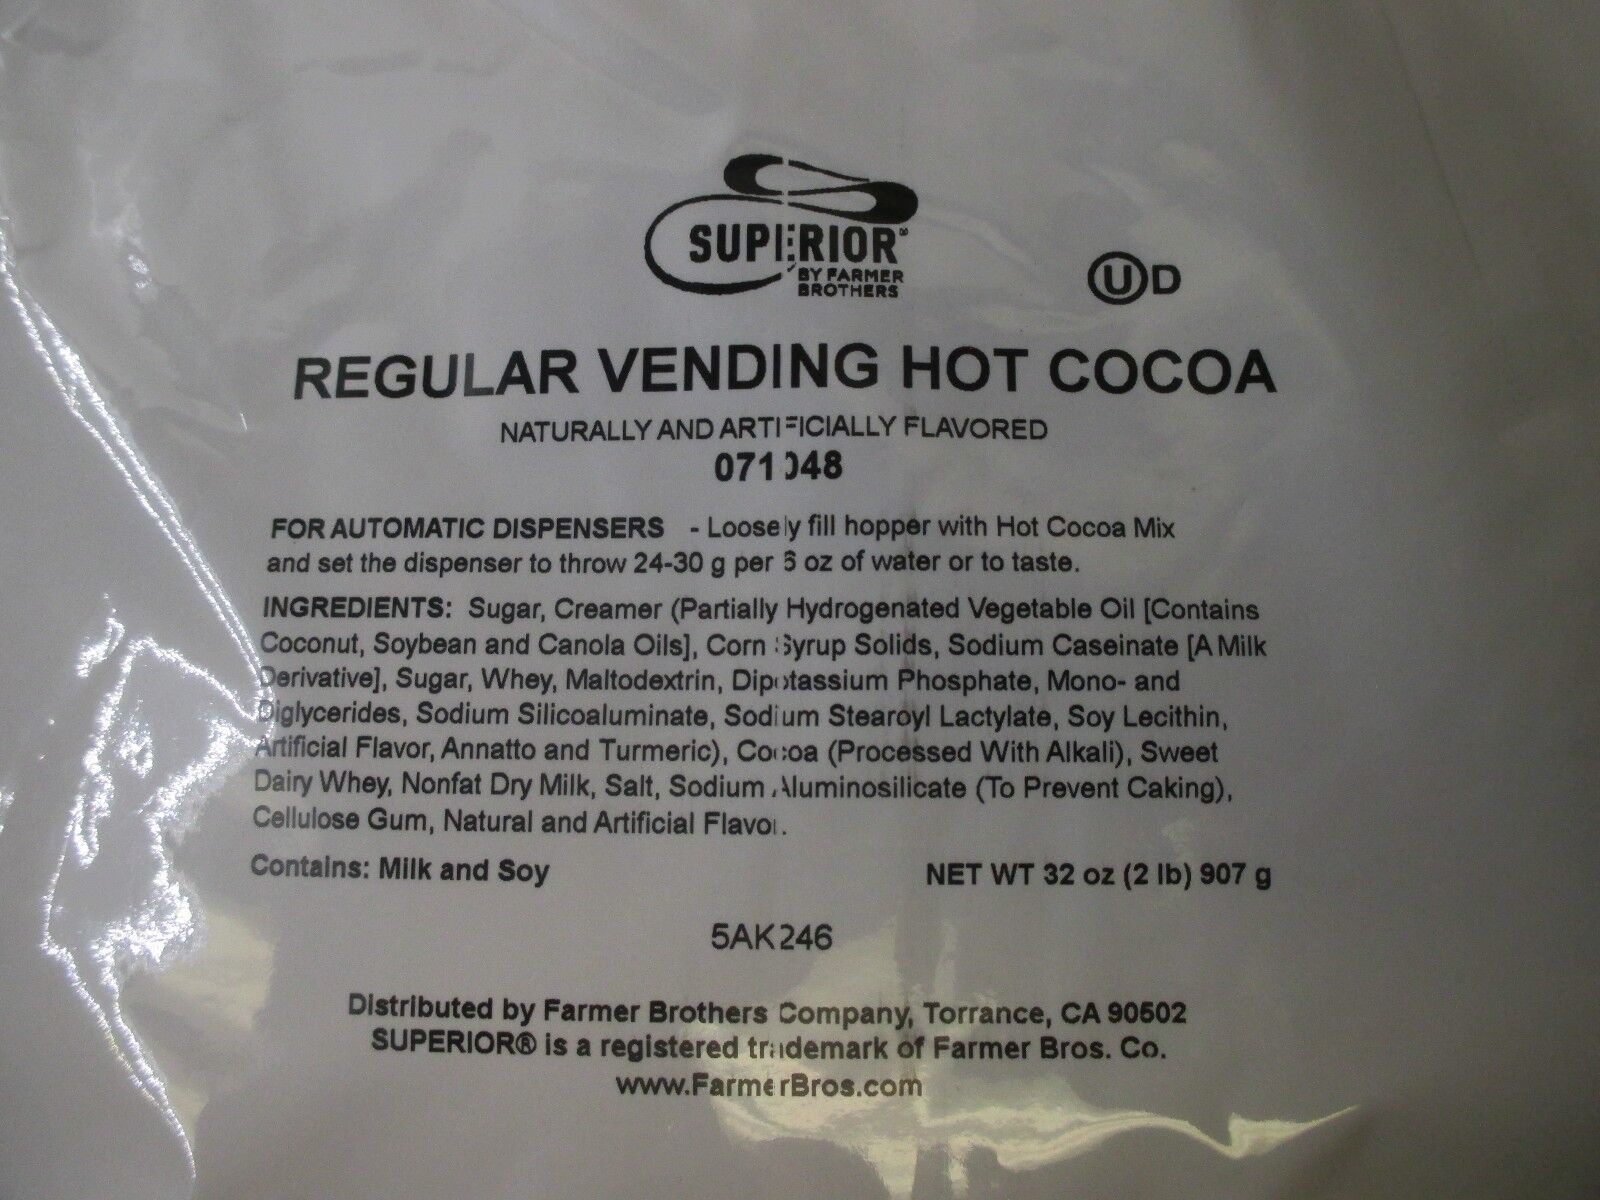 SUPERIOR®
BY FARMER
BROTHERS
UD
REGULAR VENDING HOT COCOA
NATURALLY AND ARTIFICIALLY FLAVORED
071048
FOR AUTOMATIC DISPENSERS - Loosely fill hopper with Hot Cocoa Mix
and set the dispenser to throw 24-30 g per 6 oz of water or to taste.
INGREDIENTS: Sugar, Creamer (Partially Hydrogenated Vegetable Oil [Contains
Coconut, Soybean and Canola Oils], Corn Syrup Solids, Sodium Caseinate [A Milk
Derivative], Sugar, Whey, Maltodextrin, Dipotassium Phosphate, Mono- and
Diglycerides, Sodium Silicoaluminate, Sodium Stearoyl Lactylate, Soy Lecithin,
Artificial Flavor, Annatto and Turmeric), Cocoa (Processed With Alkali), Sweet
Dairy Whey, Nonfat Dry Milk, Salt, Sodium Aluminosilicate (To Prevent Caking),
Cellulose Gum, Natural and Artificial Flavor.
Contains: Milk and Soy
NET WT 32 oz (2 lb) 907 g
5AK246
Distributed by Farmer Brothers Company, Torrance, CA 90502
SUPERIOR® is a registered trademark of Farmer Bros. Co.
www.FarmerBros.com